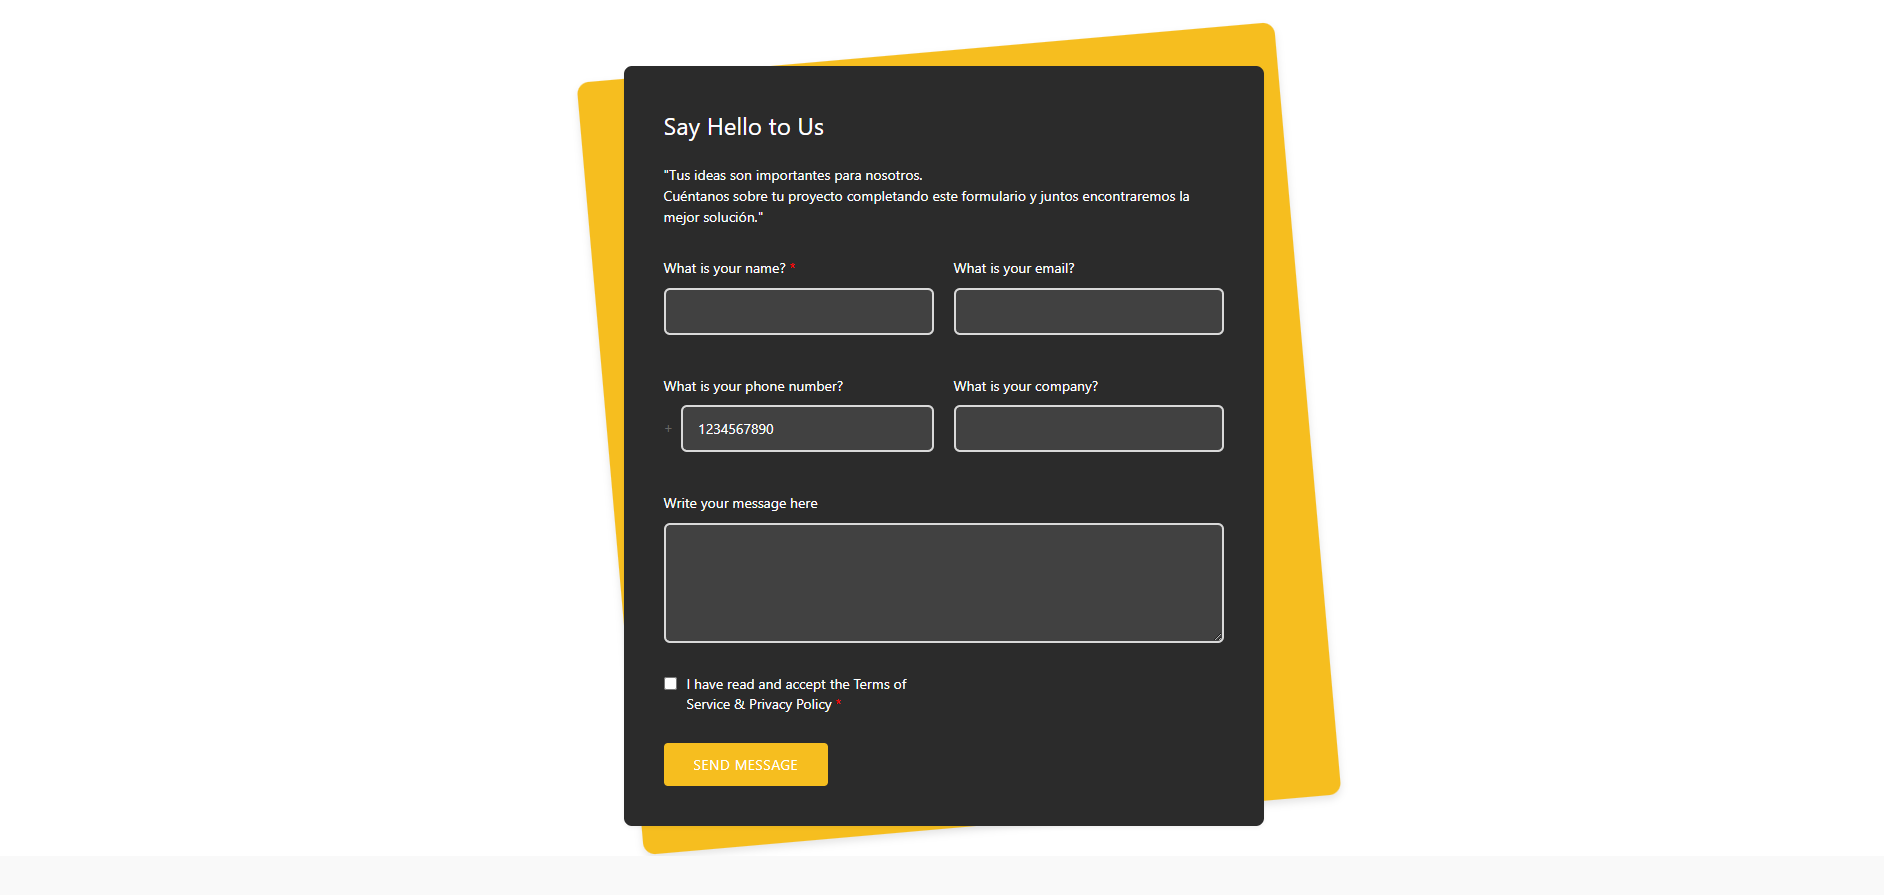 Say Hello to Us
"Tus ideas son importantes para nosotros.
Cuéntanos sobre tu proyecto completando este formulario y juntos encontraremos la
mejor solución."
What is your name? *
What is your email?
What is your phone number?
What is your company?
+ 1234567890
Write your message here
I have read and accept the Terms of
Service & Privacy Policy *
SEND MESSAGE